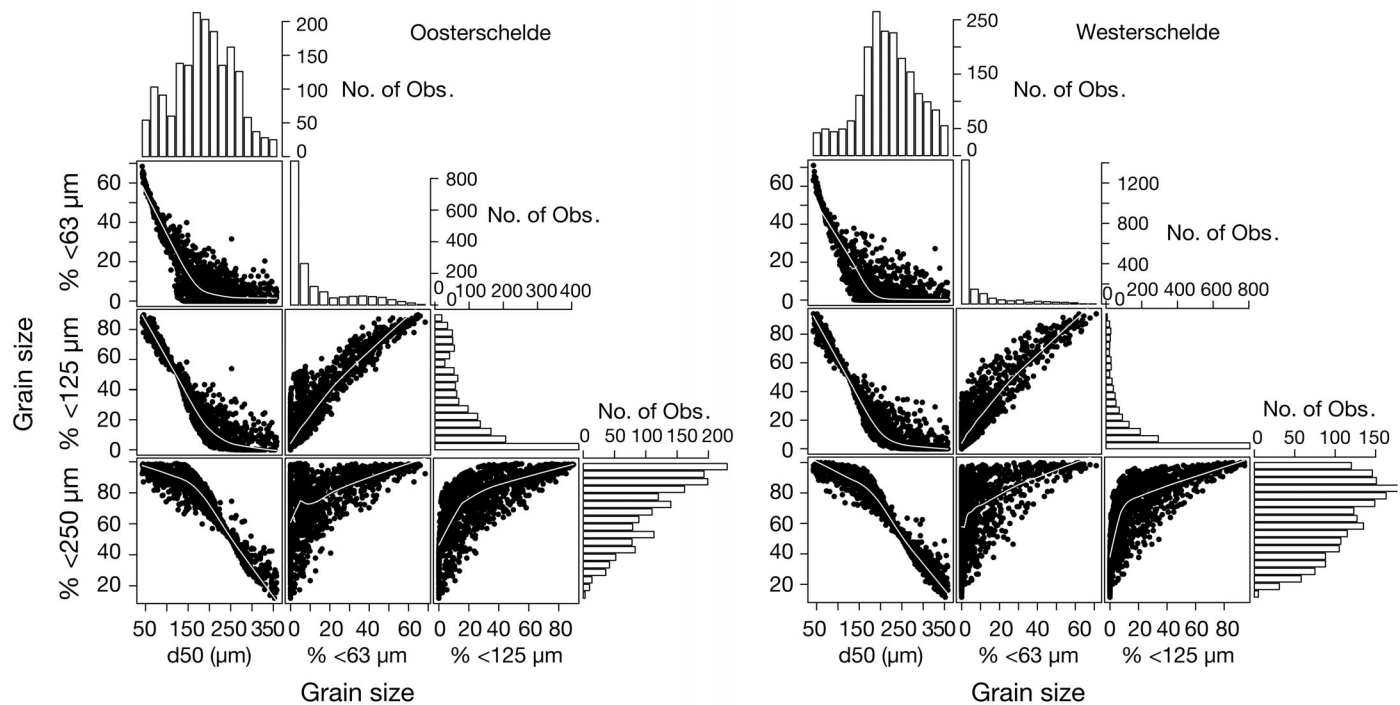 Oosterschelde
200
150
100
50
0
No. of Obs.
% <63 µm
60
40
20
0
800
600
400
200
0
No. of Obs.
0 100 200 300 400
Grain size
% <125 µm
80
60
40
20
0
No. of Obs.
0 50 100 150 200
% <250 µm
80
60
40
20
50 150 250 350
d50 (µm)
0 20 40 60
% <63 µm
0 20 40 60 80
% <125 µm
Grain size
Westerschelde
250
150
50
0
No. of Obs.
60
40
20
0
1200
800
400
0
No. of Obs.
0 200 400 600 800
80
60
40
20
0
No. of Obs.
0 50 100 150
80
60
40
20
50 150 250 350
d50 (µm)
0 20 40 60
% <63 µm
0 20 40 60 80
% <125 µm
Grain size